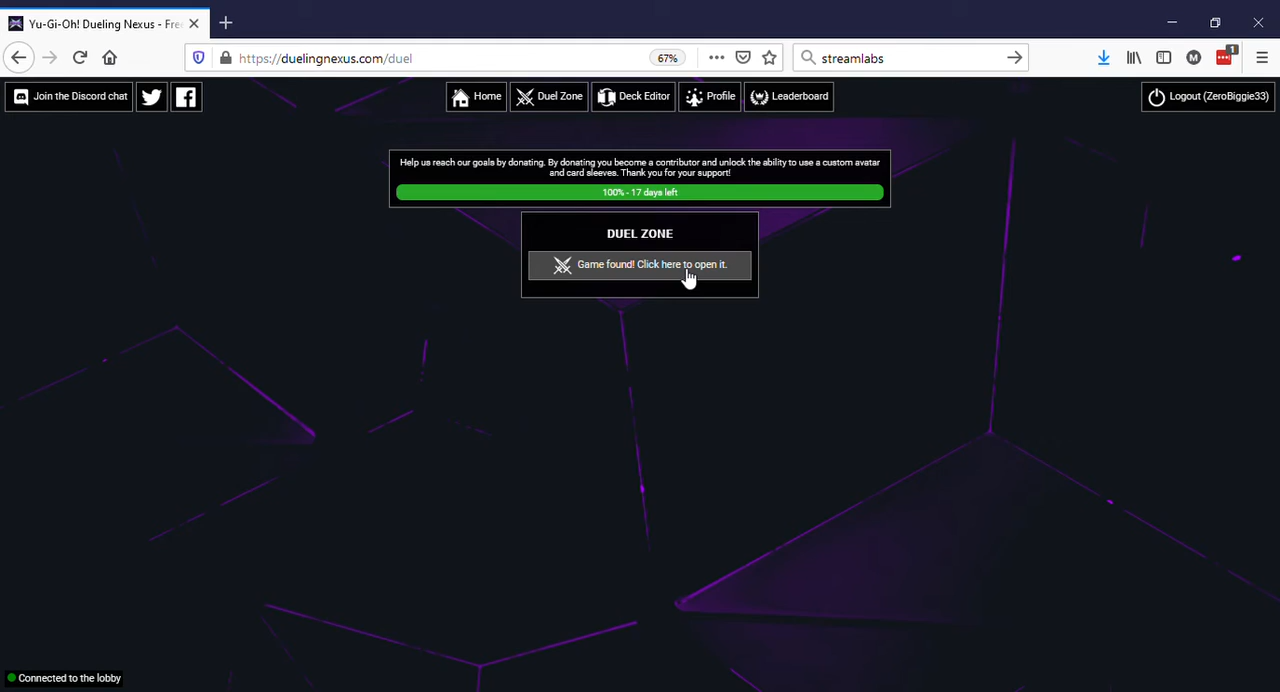 Yu-Gi-Oh! Dueling Nexus - Free
https://duelingnexus.com/duel
67%
streamlabs
1
Join the Discord chat
Home
Duel Zone
Deck Editor
Profile
Leaderboard
Logout (ZeroBiggie33)
Help us reach our goals by donating. By donating you become a contributor and unlock the ability to use a custom avatar
and card sleeves. Thank you for your support!
100% - 17 days left
DUEL ZONE
Game found! Click here to open it.
Connected to the lobby